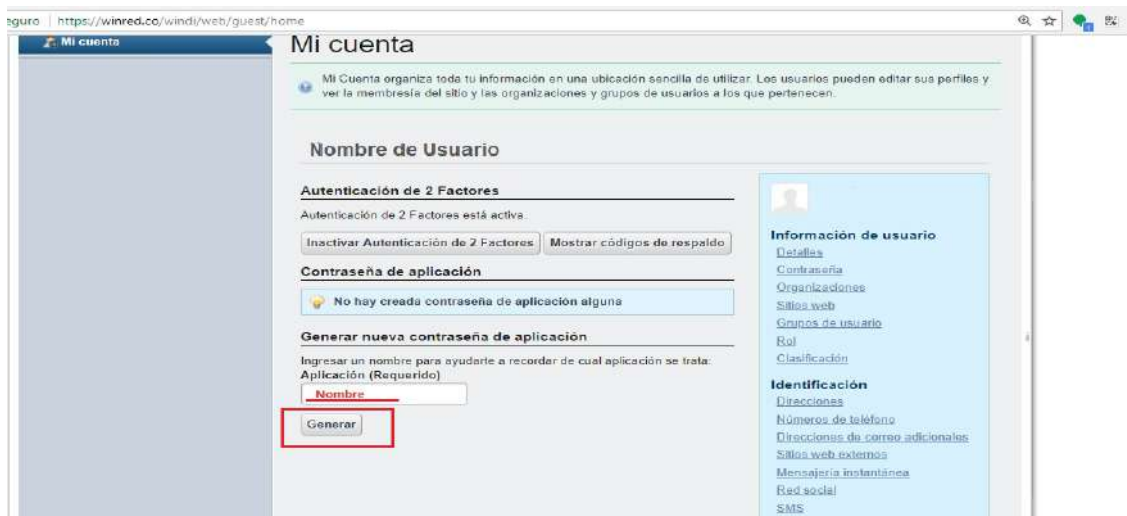 eguro https://winred.co/windi/web/guest/home
Mi cuenta
Mi cuenta
Mi Cuenta organiza toda tu información en una ubicación sencilla de utilizar. Los usuarios pueden editar sus perfiles y
ver la membresía del sitio y las organizaciones y grupos de usuarios a los que pertenecen.
Nombre de Usuario
Autenticación de 2 Factores
Autenticación de 2 Factores está activa
Inactivar Autenticación de 2 Factores Mostrar códigos de respaldo
Contraseña de aplicación
No hay creada contraseña de aplicación alguna
Generar nueva contraseña de aplicación
Ingresar un nombre para ayudarte a recordar de cual aplicación se trata:
Aplicación (Requerido)
Nombre
Generar
Información de usuario
Detalles
Contraseña
Organizaciones
Sitios web
Grupos de usuario
Rol
Clasificación
Identificación
Direcciones
Números de teléfono
Direcciones de correo adicionales
Sitios web externos
Mensajería instantánea
Red social
SMS